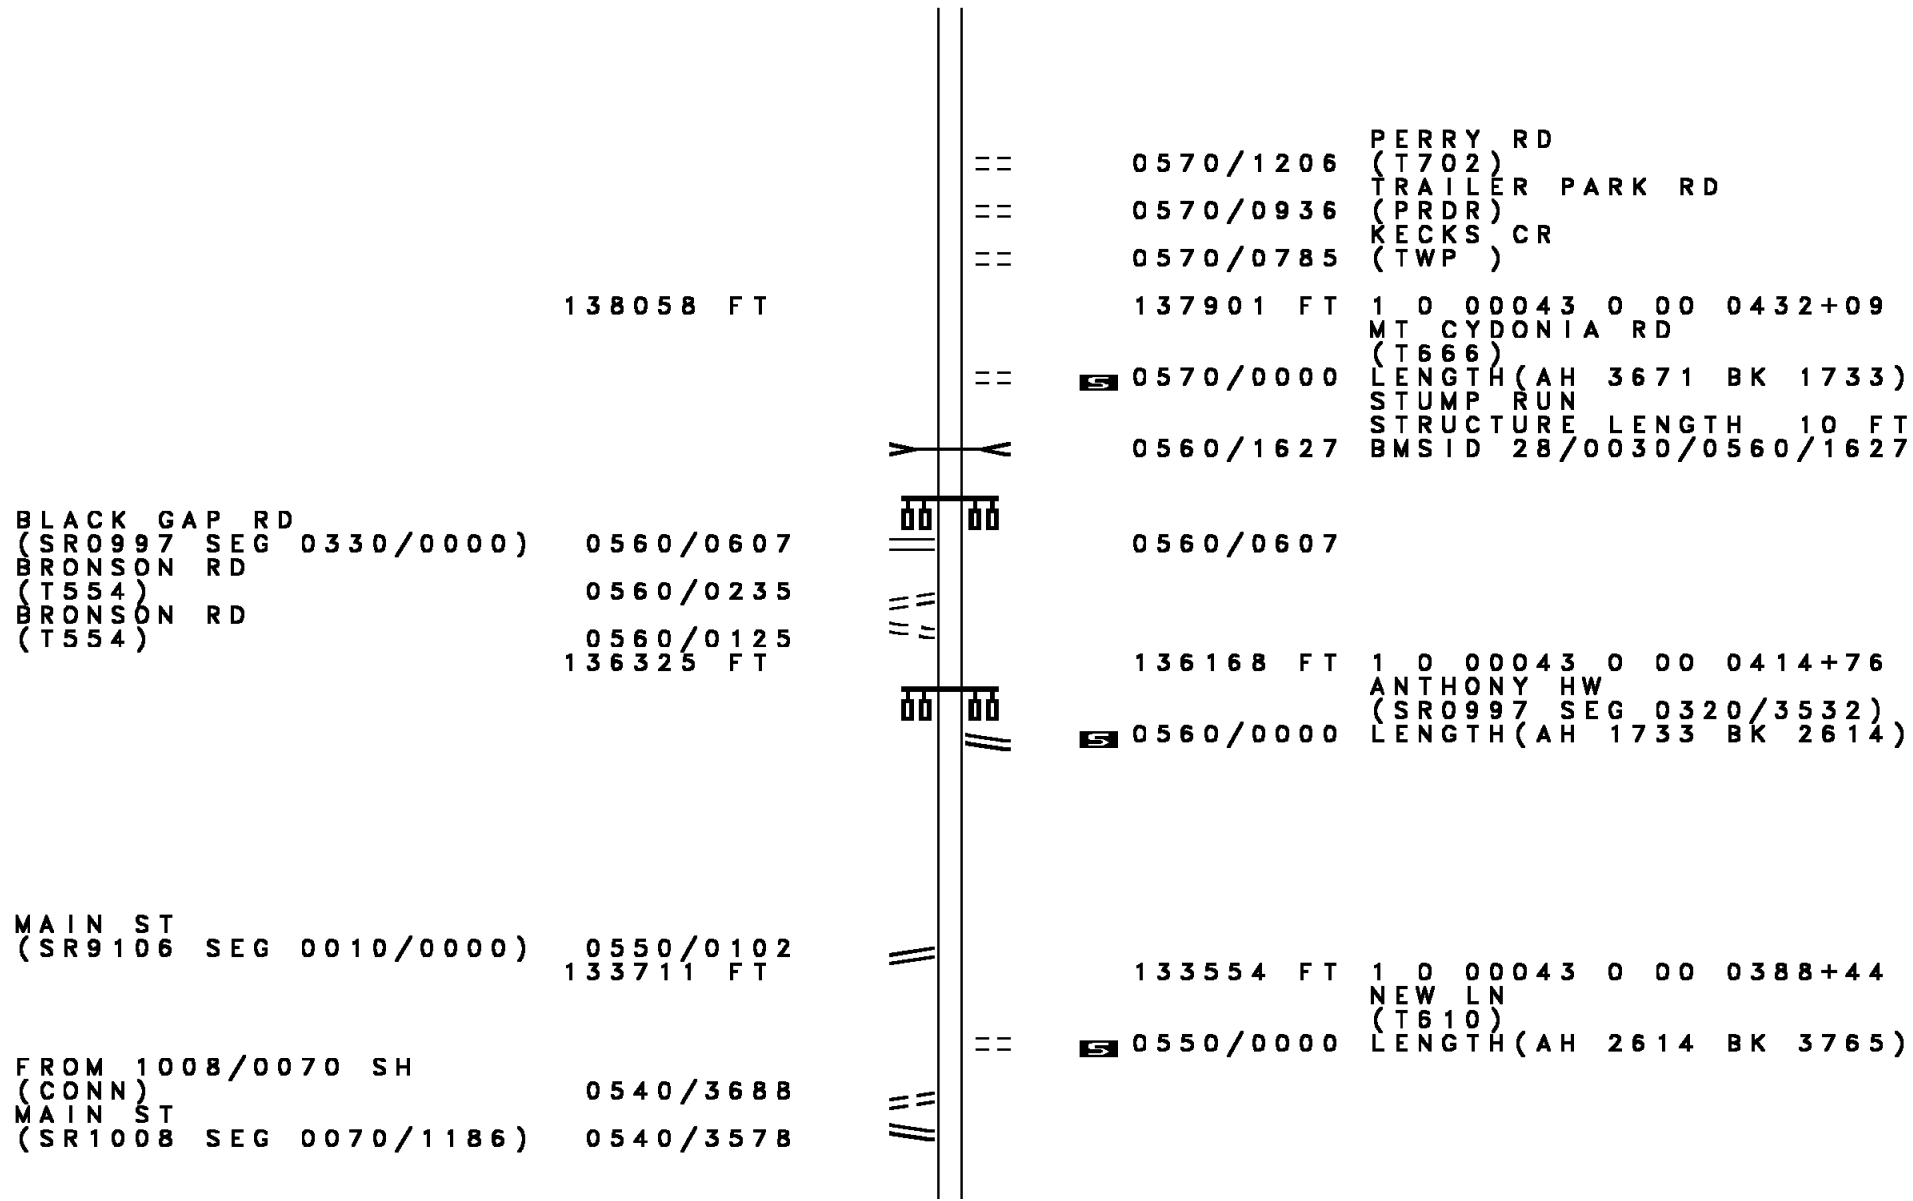 PERRY RD
0570/1206 (T702)
TRAILER PARK RD
0570/0936 (PRDR)
KECKS CR
0570/0785 (TWP )
138058 FT 137901 FT 1 0 00043 0 00 0432+09
MT CYDONIA RD
(T666)
S 0570/0000 LENGTH(AH 3671 BK 1733)
STUMP RUN
STRUCTURE LENGTH 10 FT
0560/1627 BMSID 28/0030/0560/1627
BLACK GAP RD
(SR0997 SEG 0330/0000) 0560/0607 0560/0607
BRONSON RD
(T554) 0560/0235
BRONSON RD
(T554) 0560/0125
136325 FT 136168 FT 1 0 00043 0 00 0414+76
ANTHONY HW
(SR0997 SEG 0320/3532)
S 0560/0000 LENGTH(AH 1733 BK 2614)
MAIN ST
(SR9106 SEG 0010/0000) 0550/0102
133711 FT 133554 FT 1 0 00043 0 00 0388+44
NEW LN
(T610)
S 0550/0000 LENGTH(AH 2614 BK 3765)
FROM 1008/0070 SH
(CONN) 0540/3688
MAIN ST
(SR1008 SEG 0070/1186) 0540/3578